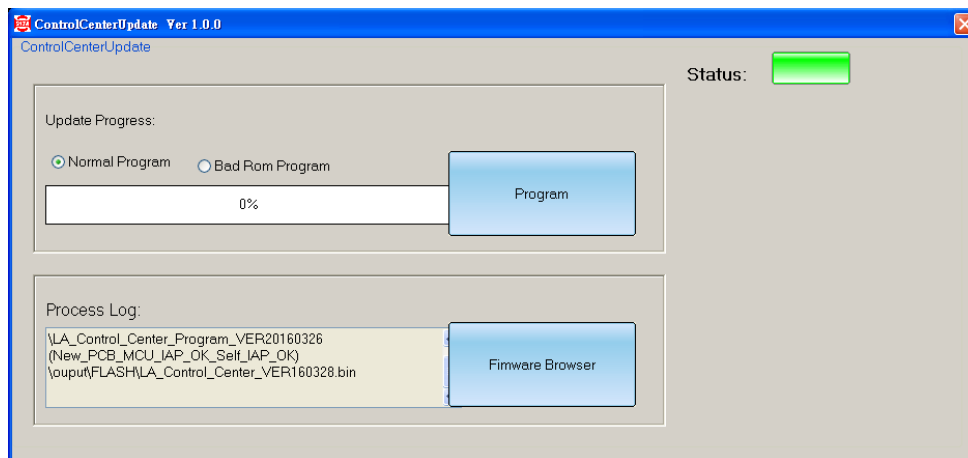 ControlCenterUpdate Ver 1.0.0
ControlCenterUpdate
Status:
Update Progress:
Normal Program
Bad Rom Program
0%
Program
Process Log:
\LA_Control_Center_Program_VER20160326
(New_PCB_MCU_IAP_OK_Self_IAP_OK)
\ouput\FLASH\LA_Control_Center_VER160328.bin
Fimware Browser